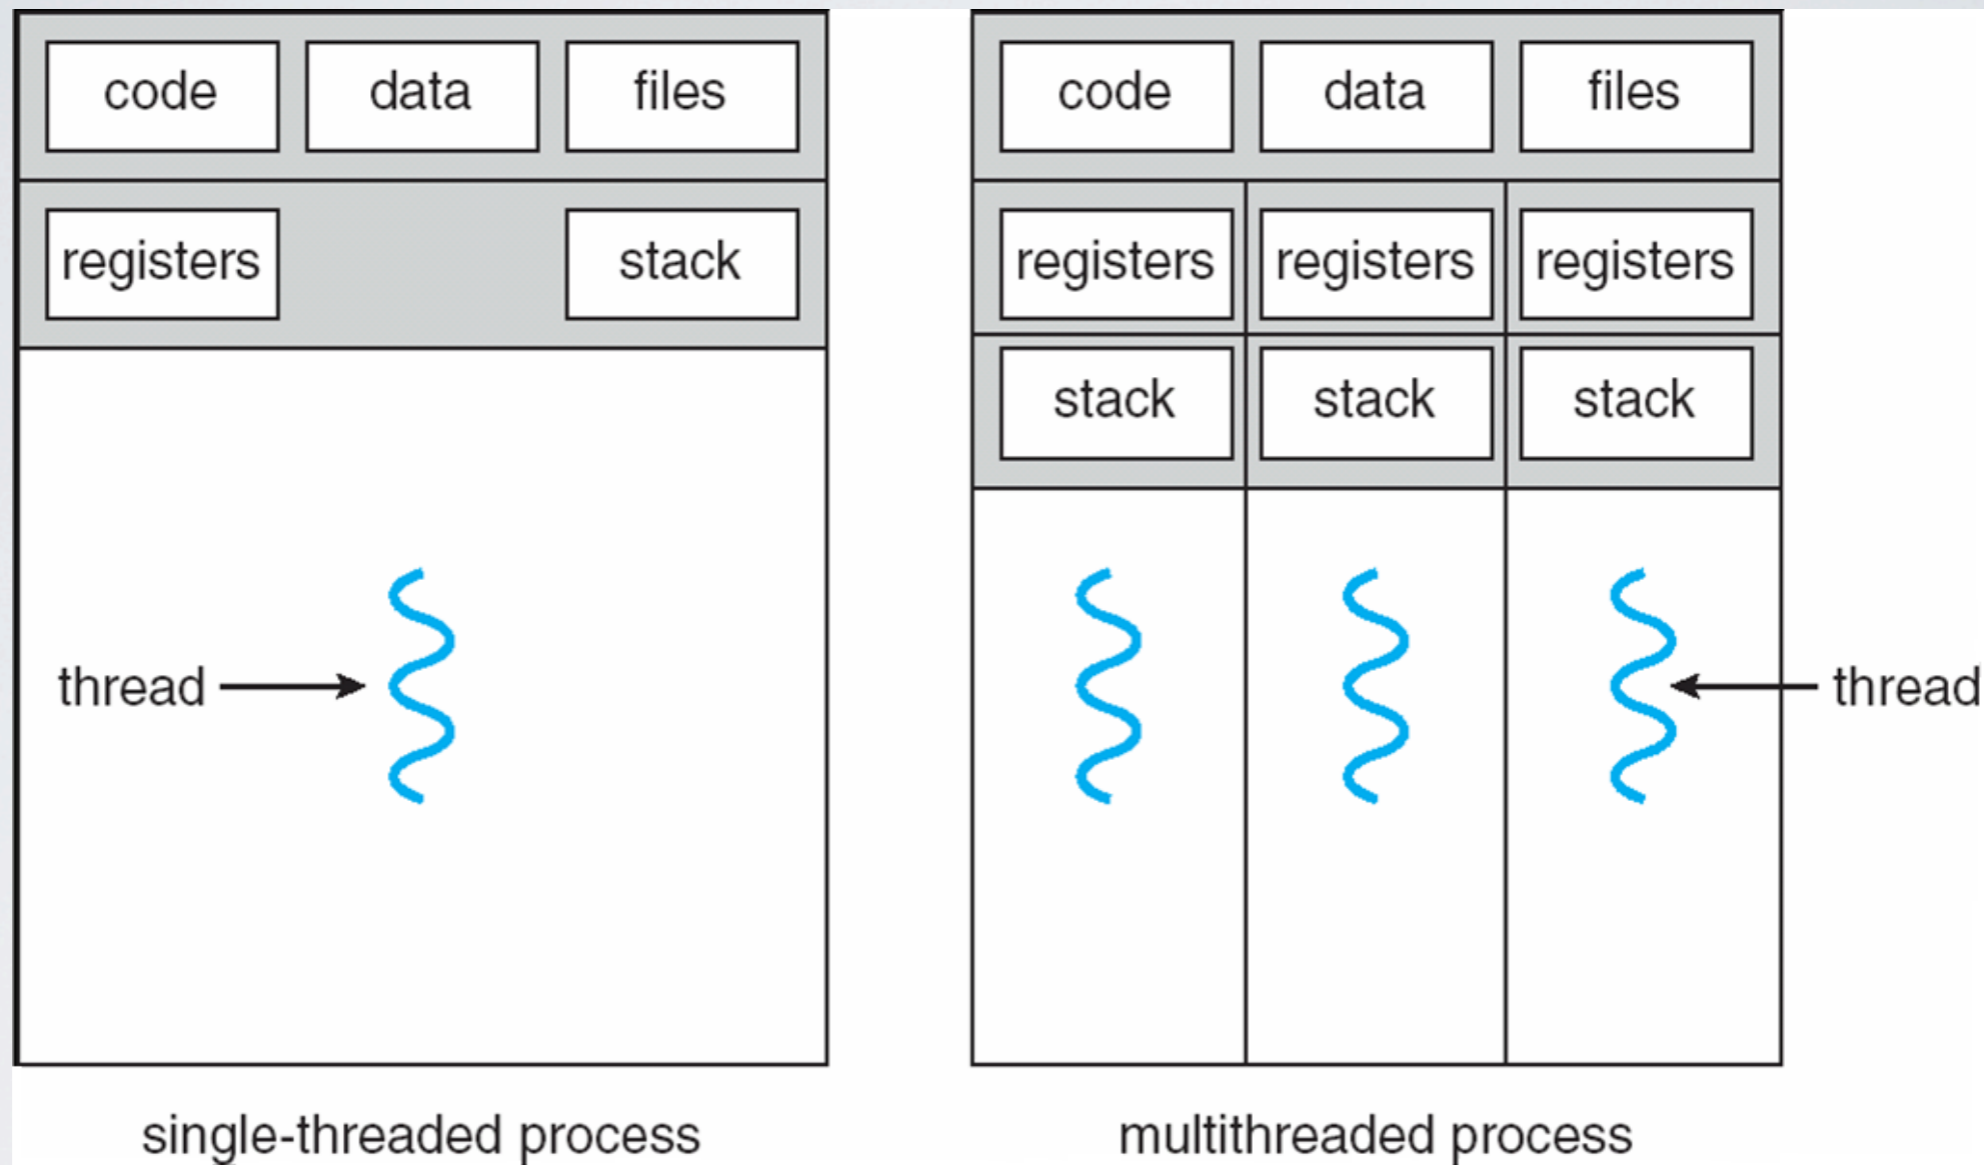 code data files
registers stack
thread
single-threaded process
code data files
registers registers registers
stack stack stack
thread
multithreaded process